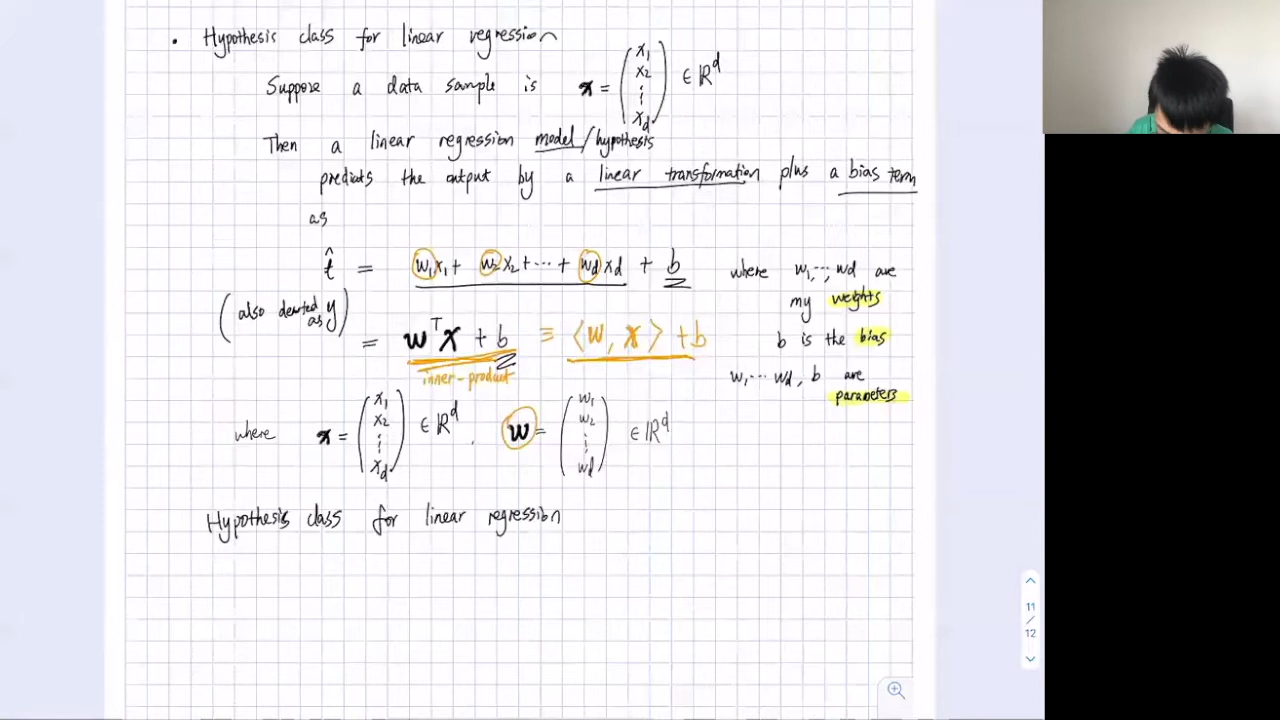 • Hypothesis class for linear regression
Suppose a data sample is x = (x1 x2 ⋮ xd) ∈ ℝ^d
Then a linear regression model/hypothesis
predicts the output by a linear transformation plus a bias term
as
t̂ = w1x1 + w2x2 + ⋯ + wdxd + b
where w1, ⋯, wd are
my weights
(also denoted as y)
= w^T x + b ≡ ⟨w, x⟩ + b
b is the bias
inner-product
w1, ⋯ wd, b are
parameters
where x = (x1 x2 ⋮ xd) ∈ ℝ^d, w = (w1 w2 ⋮ wd) ∈ ℝ^d
Hypothesis class for linear regression
11
/
12